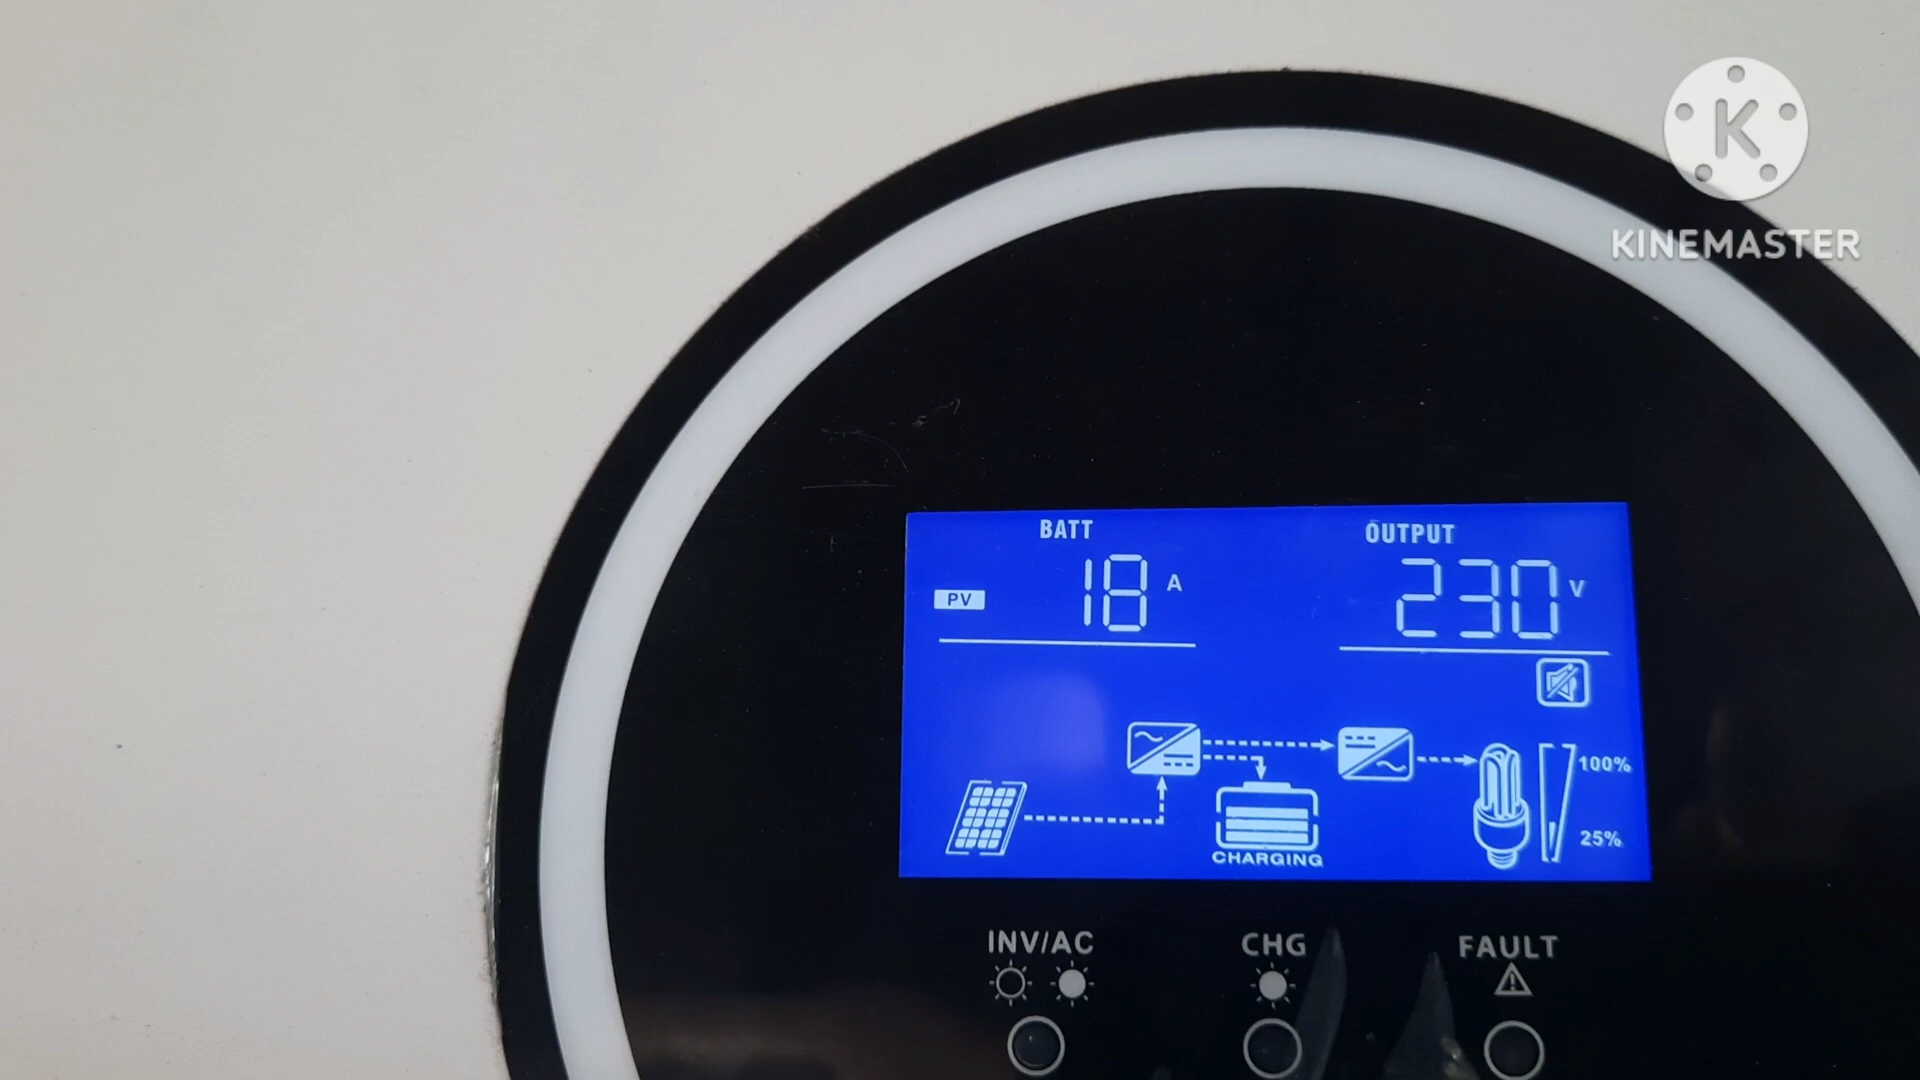 K
KINEMASTER
BATT
OUTPUT
PV
18 A
230 V
100%
25%
CHARGING
INV/AC
CHG
FAULT